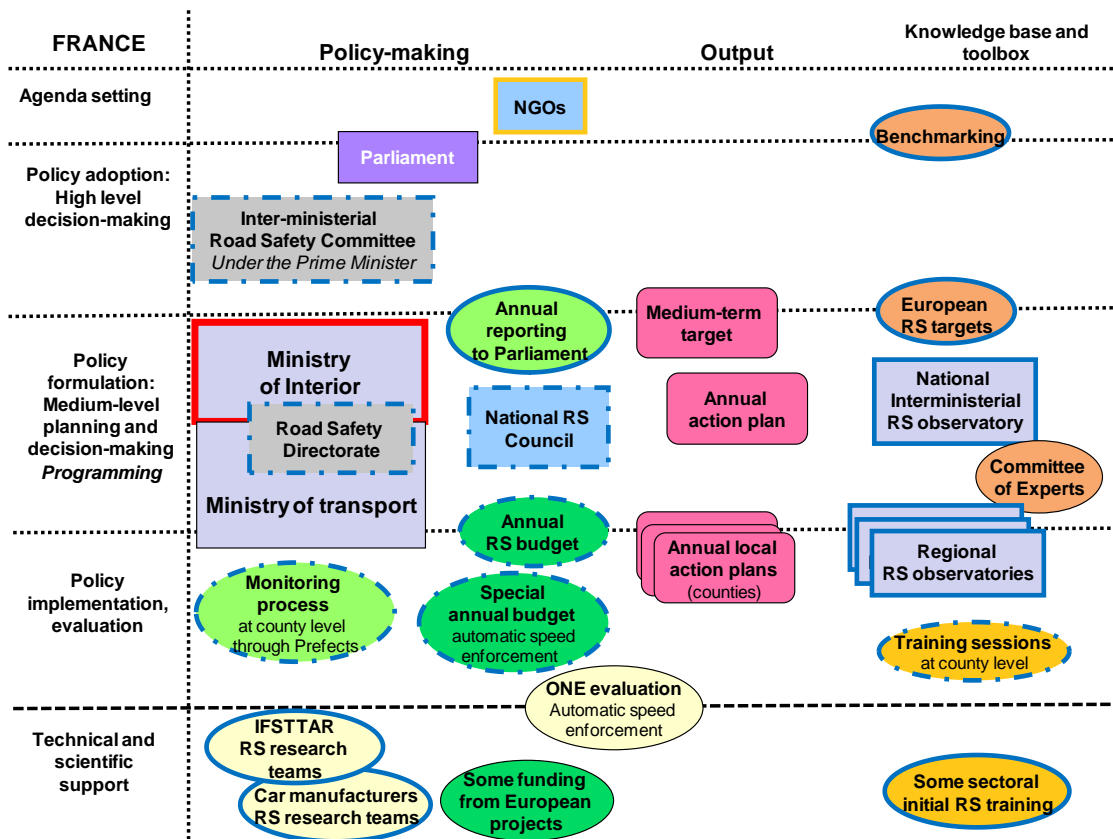 FRANCE
Policy-making
Output
Knowledge base and
toolbox
Agenda setting
NGOs
Benchmarking
Parliament
Policy adoption:
High level
decision-making
Inter-ministerial
Road Safety Committee
Under the Prime Minister
Annual
reporting
to Parliament
Medium-term
target
European
RS targets
Policy
formulation:
Medium-level
planning and
decision-making
Programming
Ministry
of Interior
Road Safety
Directorate
Ministry of transport
National RS
Council
Annual
action plan
National
Interministerial
RS observatory
Committee
of Experts
Annual
RS budget
Annual local
action plans
(counties)
Regional
RS observatories
Policy
implementation,
evaluation
Monitoring
process
at county level
through Prefects
Special
annual budget
automatic speed
enforcement
Training sessions
at county level
ONE evaluation
Automatic speed
enforcement
Technical and
scientific
support
IFSTTAR
RS research
teams
Car manufacturers
RS research teams
Some funding
from European
projects
Some sectoral
initial RS training